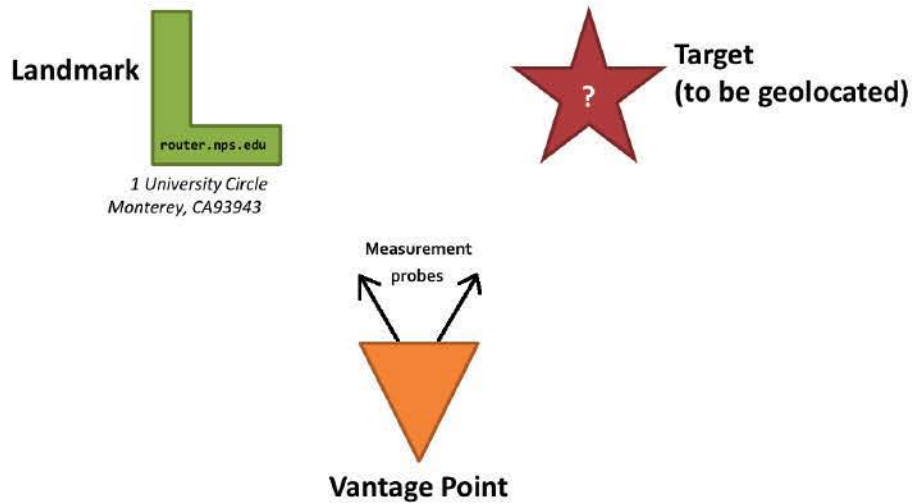 Landmark
router.nps.edu
1 University Circle
Monterey, CA93943
Target
(to be geolocated)
?
Measurement
probes
Vantage Point